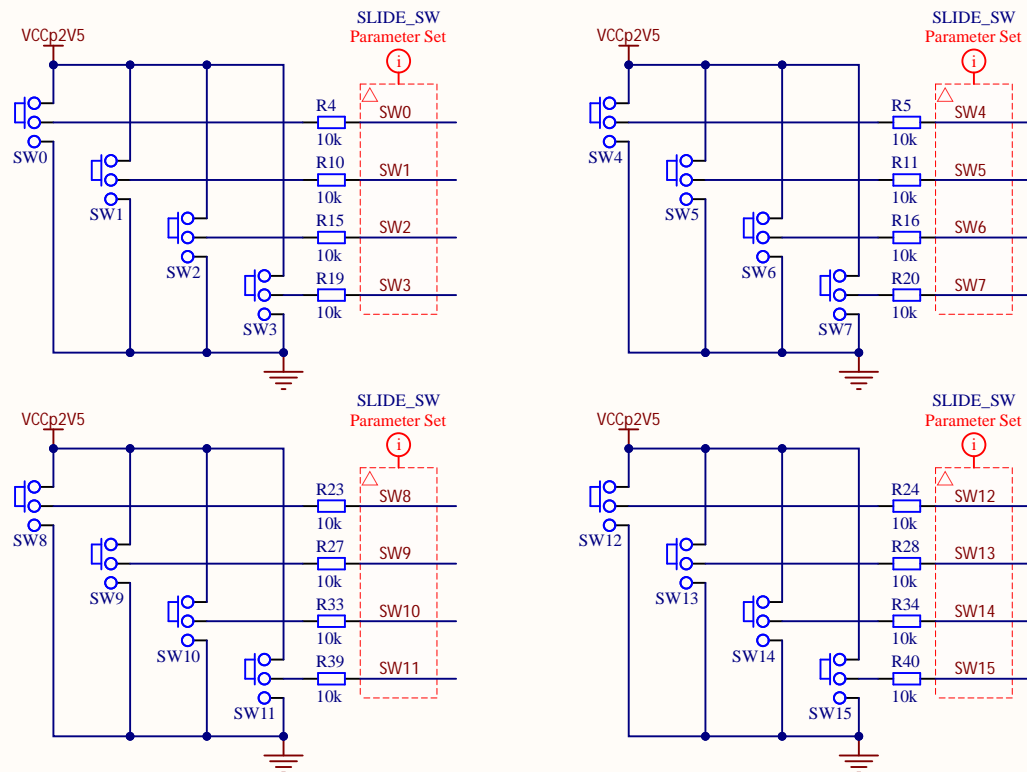 SLIDE_SW
Parameter Set
i
VCCp2V5
SW0
R4
10k
SW0
SW1
R10
10k
SW1
SW2
R15
10k
SW2
SW3
R19
10k
SW3
SLIDE_SW
Parameter Set
i
VCCp2V5
SW4
R5
10k
SW4
SW5
R11
10k
SW5
SW6
R16
10k
SW6
SW7
R20
10k
SW7
SLIDE_SW
Parameter Set
i
VCCp2V5
SW8
R23
10k
SW8
SW9
R27
10k
SW9
SW10
R33
10k
SW10
SW11
R39
10k
SW11
SLIDE_SW
Parameter Set
i
VCCp2V5
SW12
R24
10k
SW12
SW13
R28
10k
SW13
SW14
R34
10k
SW14
SW15
R40
10k
SW15